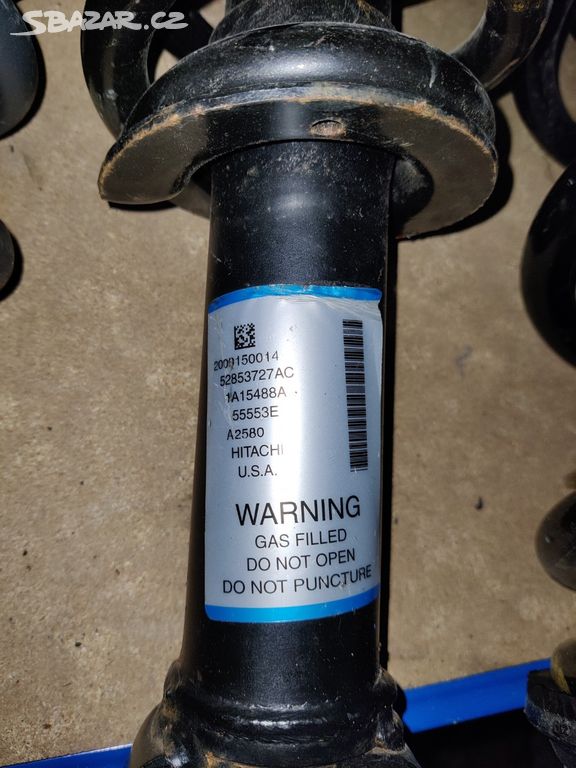 SBAZAR.CZ
2009150014
52853727AC
1A15488A
55553E
A2580
HITACHI
U.S.A.
WARNING
GAS FILLED
DO NOT OPEN
DO NOT PUNCTURE